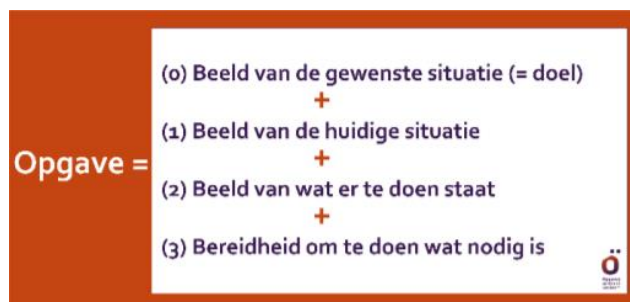 (0) Beeld van de gewenste situatie (= doel)
+
(1) Beeld van de huidige situatie
+
Opgave =
(2) Beeld van wat er te doen staat
+
(3) Bereidheid om te doen wat nodig is
Ö